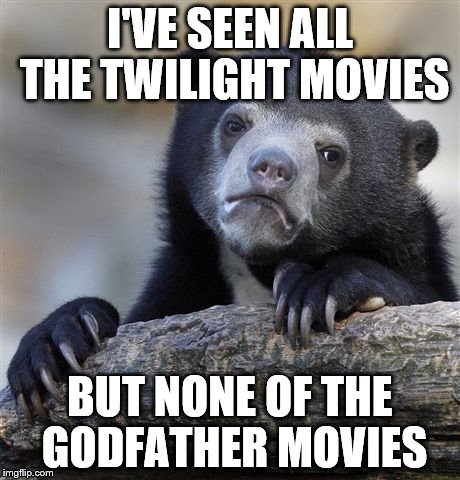 I'VE SEEN ALL
THE TWILIGHT MOVIES
BUT NONE OF THE
GODFATHER MOVIES
imgflip.com